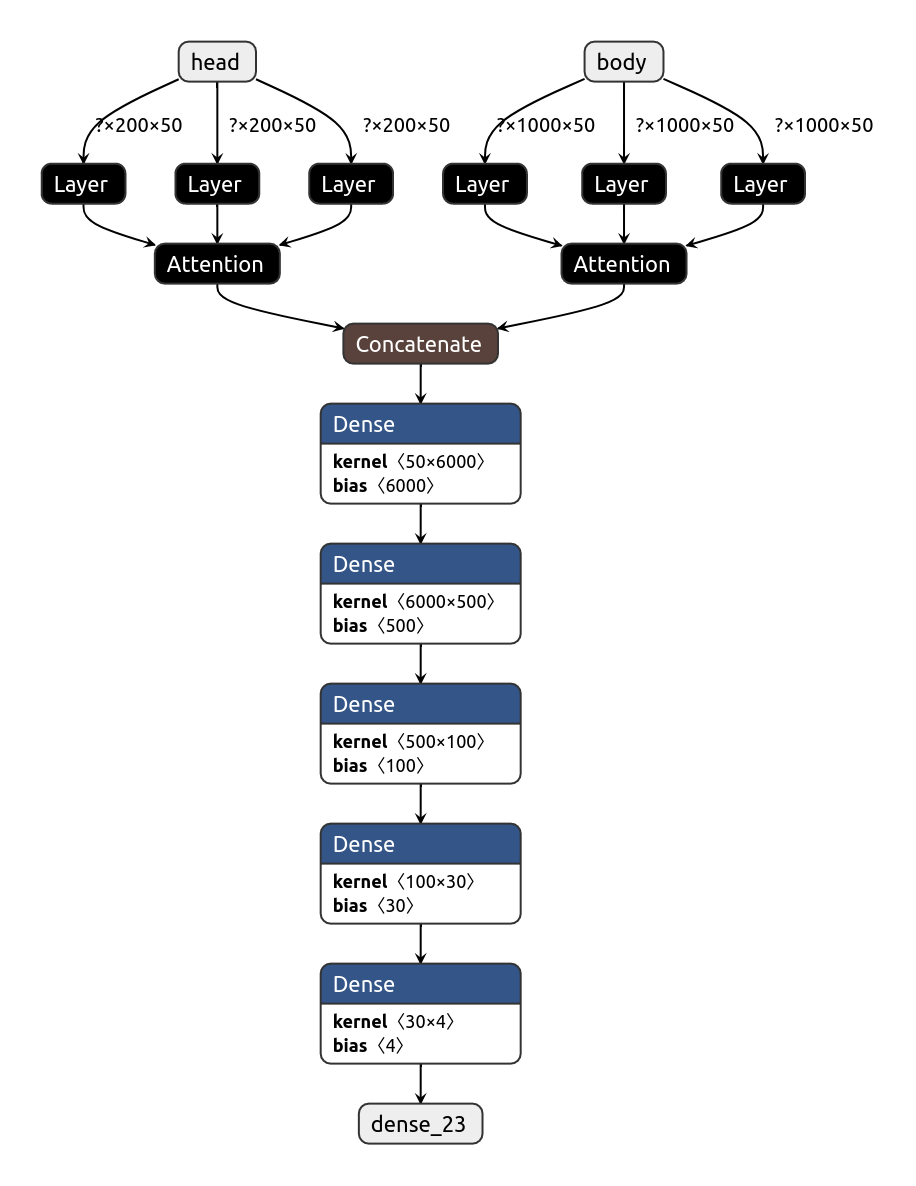 head
body
?×200×50
?×200×50
?×200×50
?×1000×50
?×1000×50
?×1000×50
Layer
Layer
Layer
Layer
Layer
Layer
Attention
Attention
Concatenate
Dense
kernel〈50×6000〉
bias〈6000〉
Dense
kernel〈6000×500〉
bias〈500〉
Dense
kernel〈500×100〉
bias〈100〉
Dense
kernel〈100×30〉
bias〈30〉
Dense
kernel〈30×4〉
bias〈4〉
dense_23